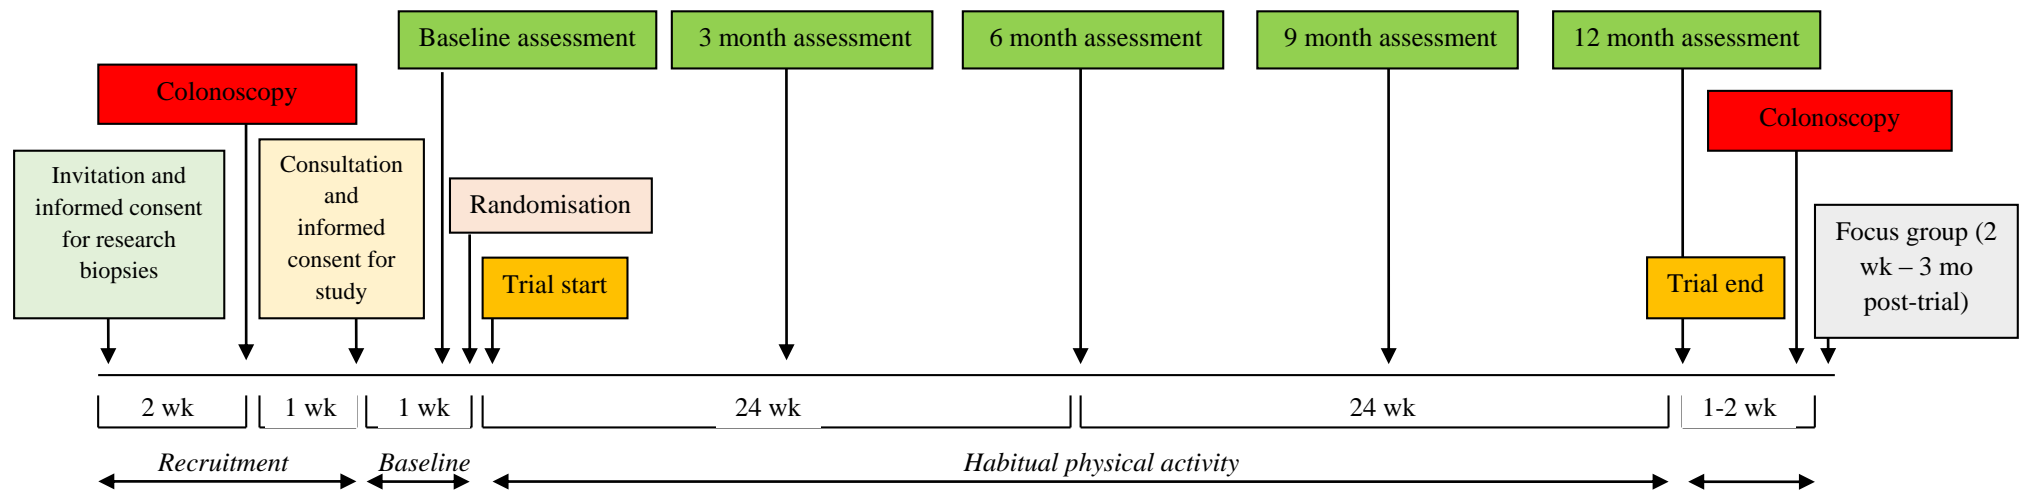 Baseline assessment
3 month assessment
6 month assessment
9 month assessment
12 month assessment
Colonoscopy
Colonoscopy
Invitation and
informed consent
for research
biopsies
Consultation
and
informed
consent for
study
Randomisation
Trial start
Trial end
Focus group (2
wk – 3 mo
post-trial)
2 wk
1 wk
1 wk
24 wk
24 wk
1-2 wk
Recruitment
Baseline
Habitual physical activity